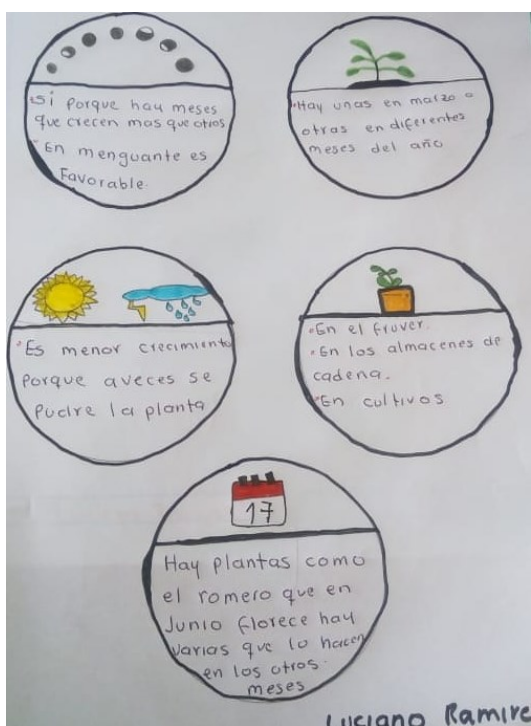 Si porque hay meses
que crecen mas que otros
En menguante es
Favorable.
Hay unas en marzo o
otras en diferentes
meses del año
Es menor crecimiento
porque aveces se
pudre la planta
En el fruver.
En los almacenes de
cadena.
En cultivos
17
Hay plantas como
el romero que en
Junio florece hay
varias que lo hacen
en los otros
meses
Luciano Ramire